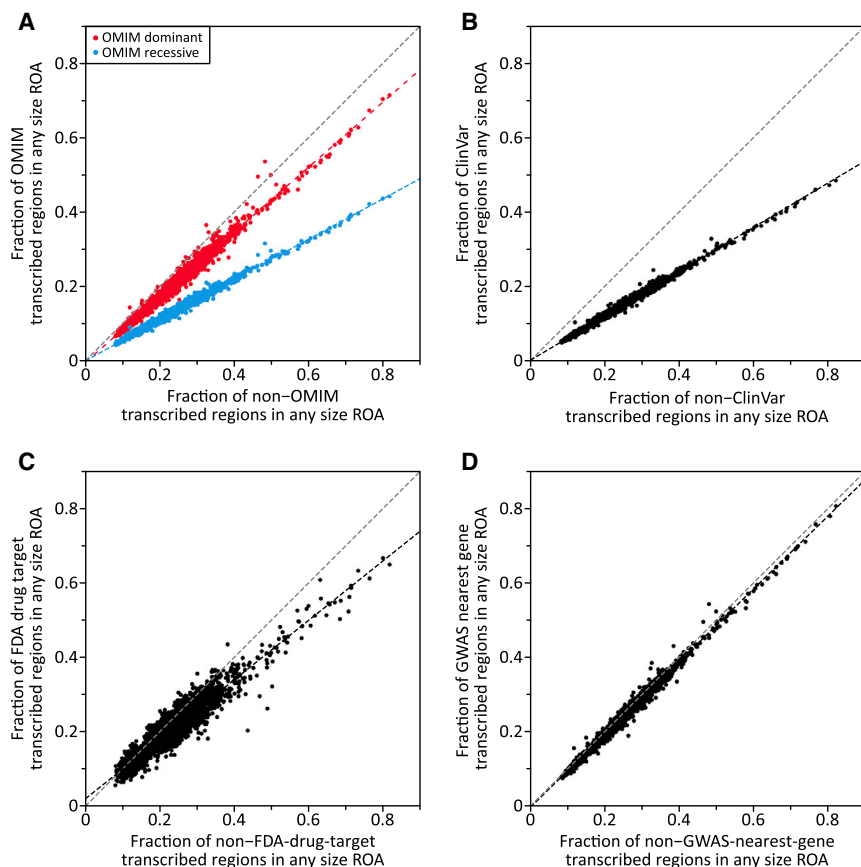 A
OMIM dominant
OMIM recessive
Fraction of OMIM
transcribed regions in any size ROA
0.8
0.6
0.4
0.2
0
0
0.2
0.4
0.6
0.8
Fraction of non−OMIM
transcribed regions in any size ROA
B
Fraction of ClinVar
transcribed regions in any size ROA
0.8
0.6
0.4
0.2
0
0
0.2
0.4
0.6
0.8
Fraction of non−ClinVar
transcribed regions in any size ROA
C
Fraction of FDA drug target
transcribed regions in any size ROA
0.8
0.6
0.4
0.2
0
0
0.2
0.4
0.6
0.8
Fraction of non−FDA-drug-target
transcribed regions in any size ROA
D
Fraction of GWAS nearest gene
transcribed regions in any size ROA
0.8
0.6
0.4
0.2
0
0
0.2
0.4
0.6
0.8
Fraction of non−GWAS-nearest-gene
transcribed regions in any size ROA